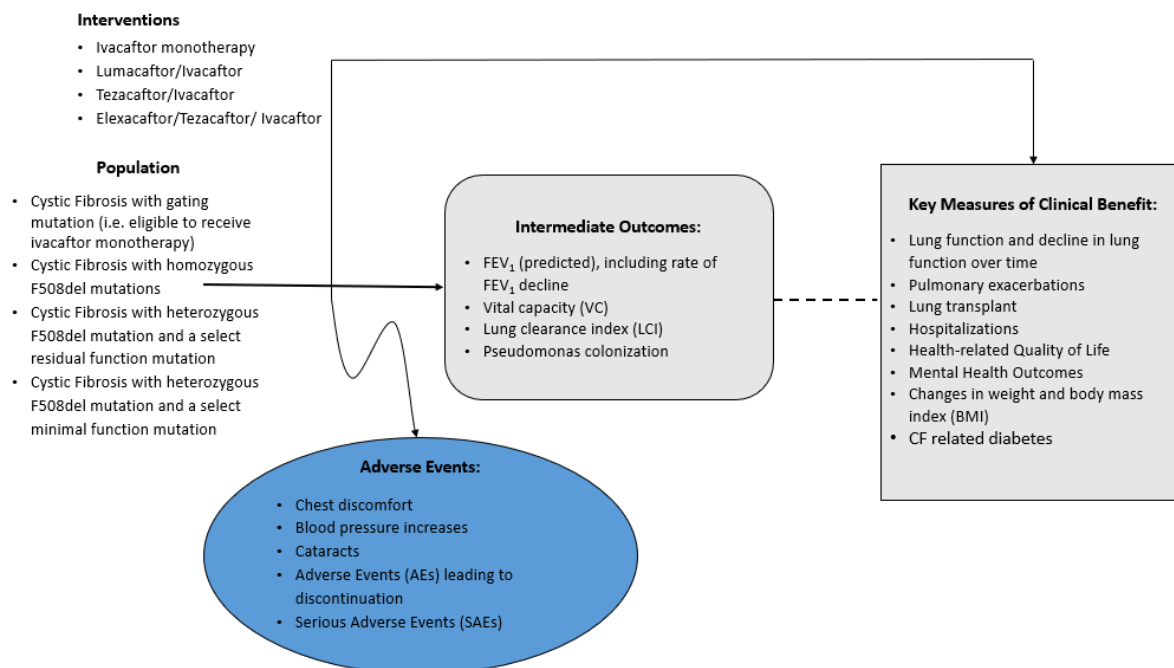 Interventions
• Ivacaftor monotherapy
• Lumacaftor/Ivacaftor
• Tezacaftor/Ivacaftor
• Elexacaftor/Tezacaftor/ Ivacaftor
Population
• Cystic Fibrosis with gating
mutation (i.e. eligible to receive
ivacaftor monotherapy)
• Cystic Fibrosis with homozygous
F508del mutations
• Cystic Fibrosis with heterozygous
F508del mutation and a select
residual function mutation
• Cystic Fibrosis with heterozygous
F508del mutation and a select
minimal function mutation
Intermediate Outcomes:
• FEV₁ (predicted), including rate of
FEV₁ decline
• Vital capacity (VC)
• Lung clearance index (LCI)
• Pseudomonas colonization
Key Measures of Clinical Benefit:
• Lung function and decline in lung
function over time
• Pulmonary exacerbations
• Lung transplant
• Hospitalizations
• Health-related Quality of Life
• Mental Health Outcomes
• Changes in weight and body mass
index (BMI)
• CF related diabetes
Adverse Events:
• Chest discomfort
• Blood pressure increases
• Cataracts
• Adverse Events (AEs) leading to
discontinuation
• Serious Adverse Events (SAEs)